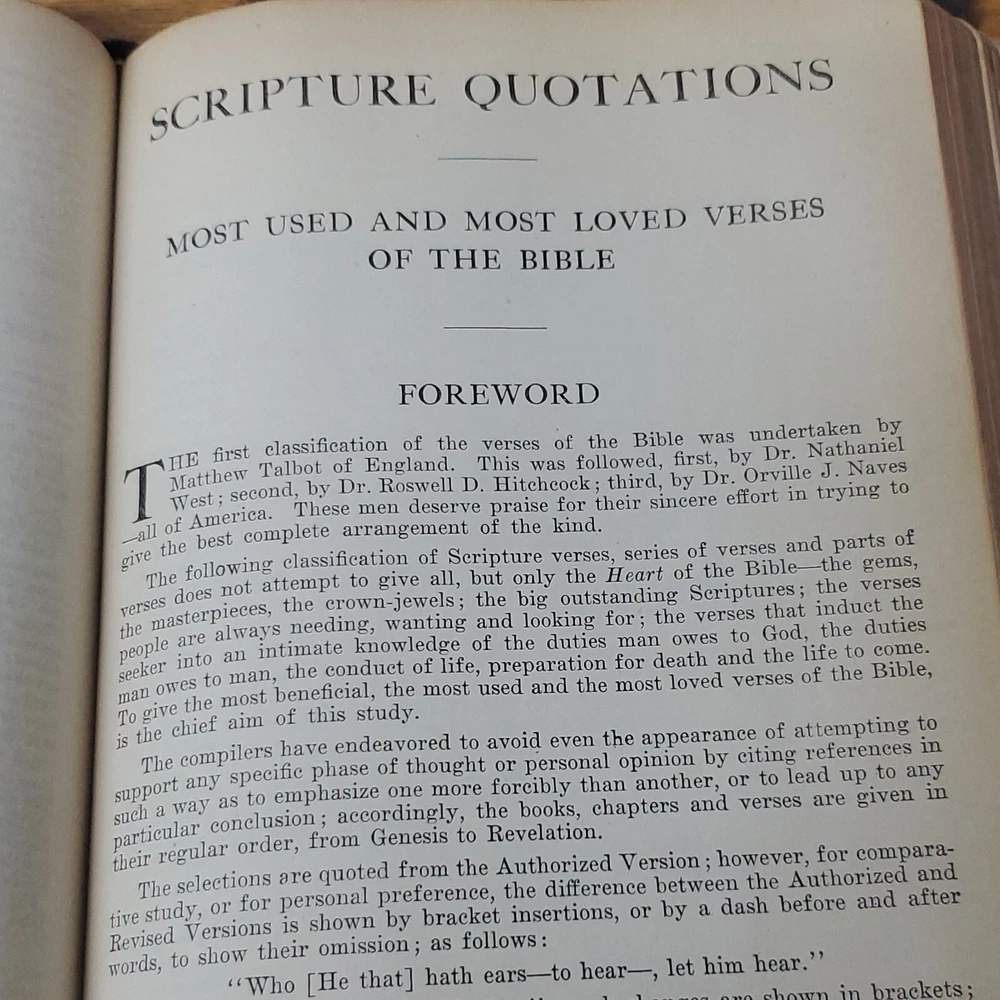 SCRIPTURE QUOTATIONS
MOST USED AND MOST LOVED VERSES
OF THE BIBLE
FOREWORD
THE first classification of the verses of the Bible was undertaken by
Matthew Talbot of England. This was followed, first, by Dr. Nathaniel
West; second, by Dr. Roswell D. Hitchcock; third, by Dr. Orville J. Naves
—all of America. These men deserve praise for their sincere effort in trying to
give the best complete arrangement of the kind.
The following classification of Scripture verses, series of verses and parts of
verses does not attempt to give all, but only the Heart of the Bible—the gems,
the masterpieces, the crown-jewels; the big outstanding Scriptures; the verses
people are always needing, wanting and looking for; the verses that induct the
seeker into an intimate knowledge of the duties man owes to God, the duties
man owes to man, the conduct of life, preparation for death and the life to come.
To give the most beneficial, the most used and the most loved verses of the Bible,
is the chief aim of this study.
The compilers have endeavored to avoid even the appearance of attempting to
support any specific phase of thought or personal opinion by citing references in
such a way as to emphasize one more forcibly than another, or to lead up to any
particular conclusion; accordingly, the books, chapters and verses are given in
their regular order, from Genesis to Revelation.
The selections are quoted from the Authorized Version; however, for compara-
tive study, or for personal preference, the difference between the Authorized and
Revised Versions is shown by bracket insertions, or by a dash before and after
words, to show their omission; as follows:
"Who [He that] hath ears—to hear—, let him hear."
are shown in brackets;